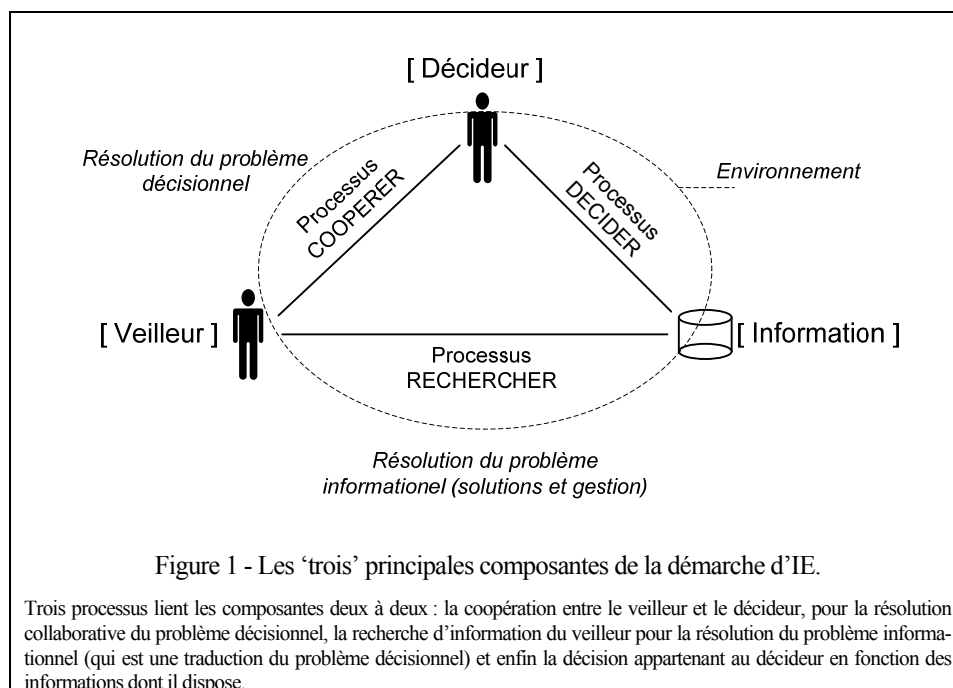 [ Décideur ]
Résolution du problème
décisionnel
Processus
COOPERER
Processus
DECIDER
Environnement
[ Veilleur ]
[ Information ]
Processus
RECHERCHER
Résolution du problème
informationel (solutions et gestion)
Figure 1 - Les ‘trois’ principales composantes de la démarche d’IE.
Trois processus lient les composantes deux à deux : la coopération entre le veilleur et le décideur, pour la résolution
collaborative du problème décisionnel, la recherche d’information du veilleur pour la résolution du problème informa-
tionnel (qui est une traduction du problème décisionnel) et enfin la décision appartenant au décideur en fonction des
informations dont il dispose.